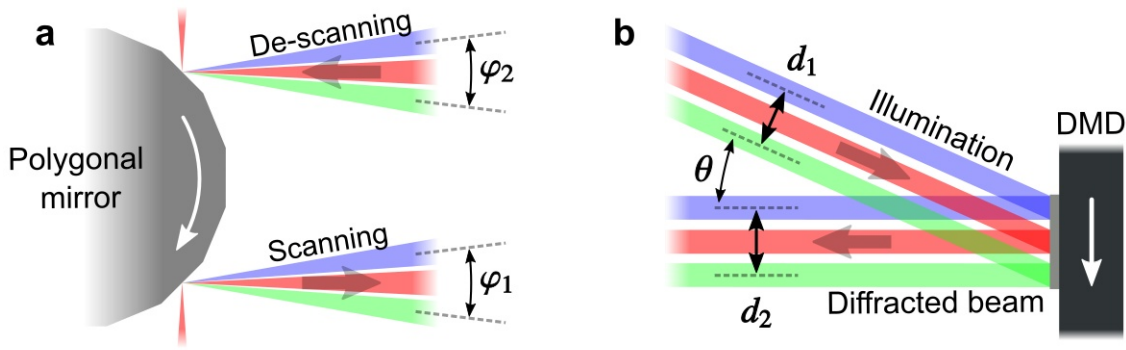 a
De-scanning
φ2
Polygonal
mirror
Scanning
φ1
b
d1
Illumination
DMD
θ
d2
Diffracted beam